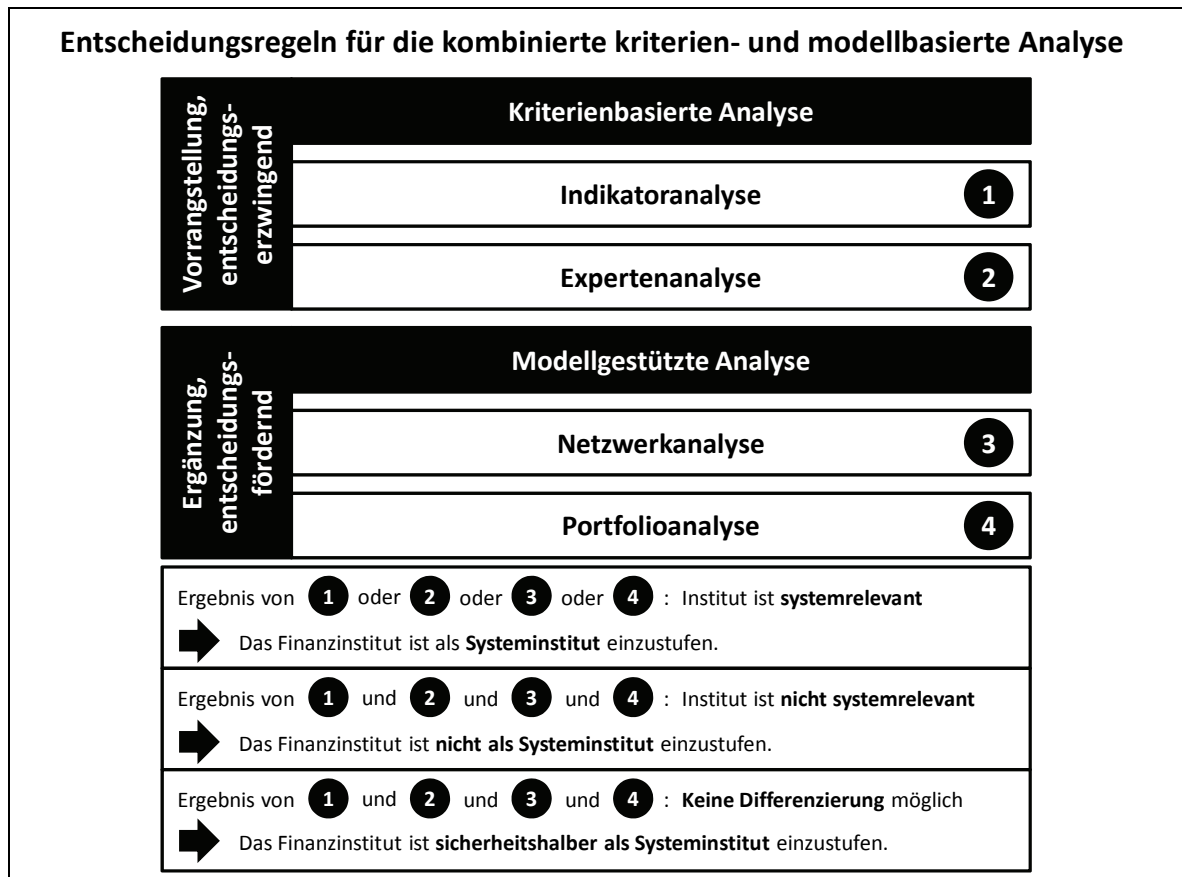 Entscheidungsregeln für die kombinierte kriterien- und modellbasierte Analyse
Vorrangstellung,
entscheidungs-
erzwingend
Kriterienbasierte Analyse
Indikatoranalyse 1
Expertenanalyse 2
Ergänzung,
entscheidungs-
fördernd
Modellgestützte Analyse
Netzwerkanalyse 3
Portfolioanalyse 4
Ergebnis von 1 oder 2 oder 3 oder 4 : Institut ist systemrelevant
Das Finanzinstitut ist als Systeminstitut einzustufen.
Ergebnis von 1 und 2 und 3 und 4 : Institut ist nicht systemrelevant
Das Finanzinstitut ist nicht als Systeminstitut einzustufen.
Ergebnis von 1 und 2 und 3 und 4 : Keine Differenzierung möglich
Das Finanzinstitut ist sicherheitshalber als Systeminstitut einzustufen.